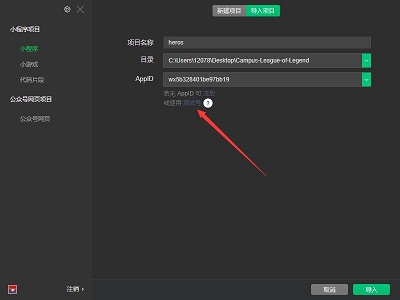 新建项目 导入项目
小程序项目
小程序
小游戏
代码片段
公众号网页项目
公众号网页
项目名称 heros
目录 C:\Users\12078\Desktop\Campus-League-of-Legend
AppID wx5b328401be97bb19
若无 AppID 可 注册
或使用 测试号 ?
注销
取消 导入